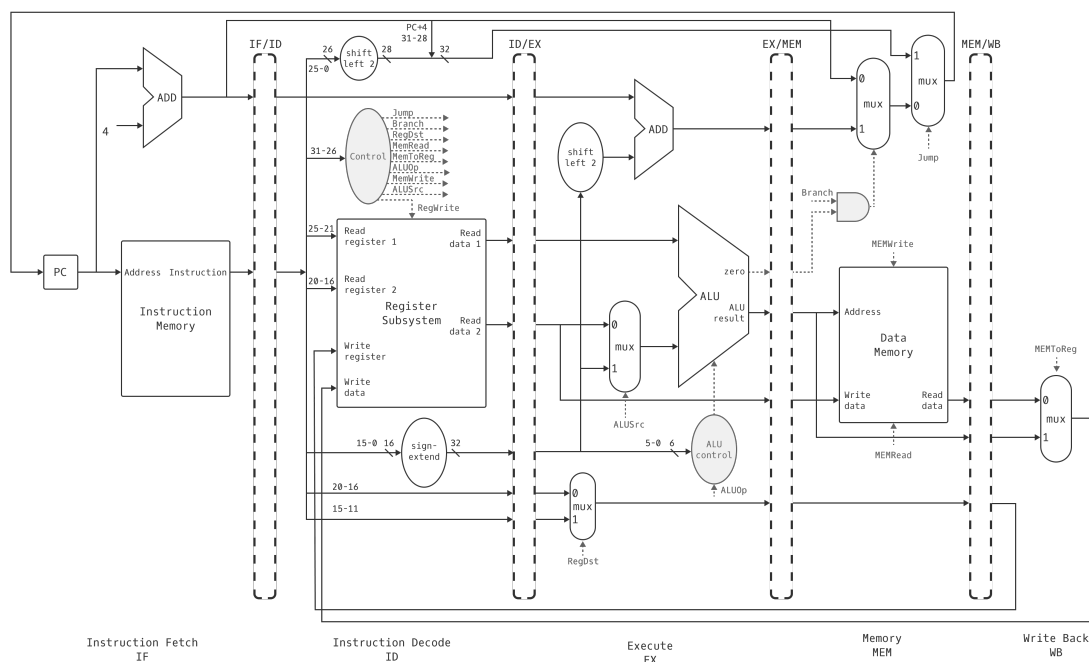 IF/ID
ID/EX
EX/MEM
MEM/WB
PC+4
31-28
26
25-0
shift
left 2
28
32
ADD
4
PC
Address
Instruction
Instruction
Memory
31-26
Control
Jump
Branch
RegDst
MemRead
MemToReg
ALUOp
MemWrite
ALUSrc
RegWrite
25-21
Read
register 1
Read
data 1
20-16
Read
register 2
Register
Subsystem
Read
data 2
Write
register
Write
data
15-0
16
sign-
extend
32
20-16
15-11
shift
left 2
ADD
0
mux
1
ALUSrc
ALU
zero
ALU
result
5-0
6
ALU
control
ALUOp
0
mux
1
RegDst
0
mux
1
1
mux
0
Jump
Branch
MEMWrite
Address
Data
Memory
Write
data
Read
data
MEMRead
MEMToReg
0
mux
1
Instruction Fetch
IF
Instruction Decode
ID
Execute
EX
Memory
MEM
Write Back
WB